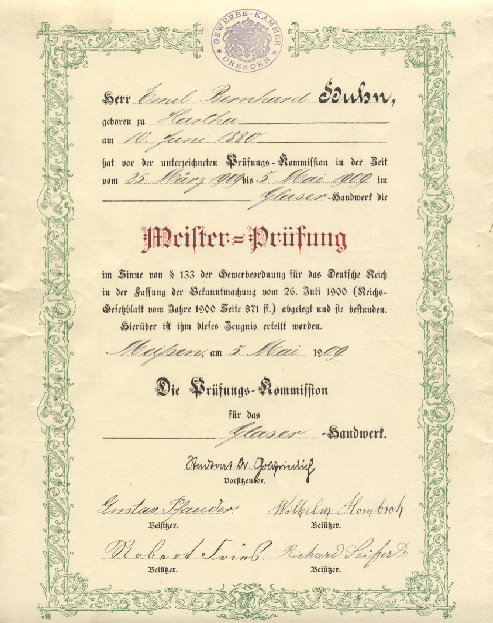 GEWERBE-KAMMER DRESDEN
Herr Emil Bernhard Huhn,
geboren zu Hartha
am 10. Juni 1880
hat vor der unterzeichneten Prüfungs-Kommission in der Zeit
vom 25. März 1909 bis 5. Mai 1909 im
Glaser-Handwerk die
Meister=Prüfung
im Sinne von § 133 der Gewerbeordnung für das Deutsche Reich
in der Fassung der Bekanntmachung vom 26. Juli 1900 (Reichs-
Gesetzblatt vom Jahre 1900 Seite 871 ff.) abgelegt und sie bestanden.
Hierüber ist ihm dieses Zeugnis erteilt worden.
Meißen, am 5. Mai 1909
Die Prüfungs-Kommission
für das
Glaser-Handwerk.
Vorsitzender.
Gustav Pfauder Wilhelm
Beisitzer. Beisitzer.
Robert Fries Richard Seifert
Beisitzer. Beisitzer.